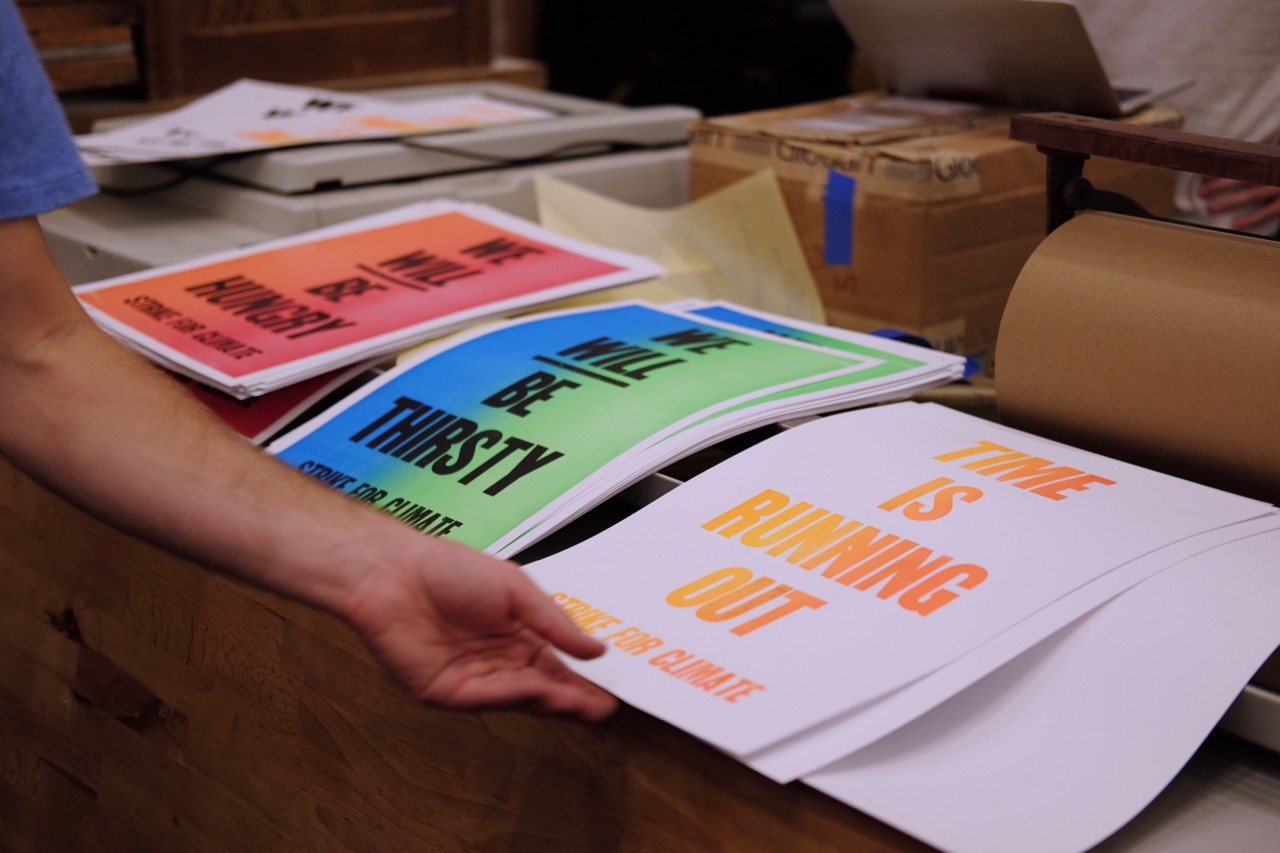 WE
WILL
BE
HUNGRY
STRIKE FOR CLIMATE
WE
WILL
BE
THIRSTY
STRIKE FOR CLIMATE
TIME
IS
RUNNING
OUT
STRIKE FOR CLIMATE